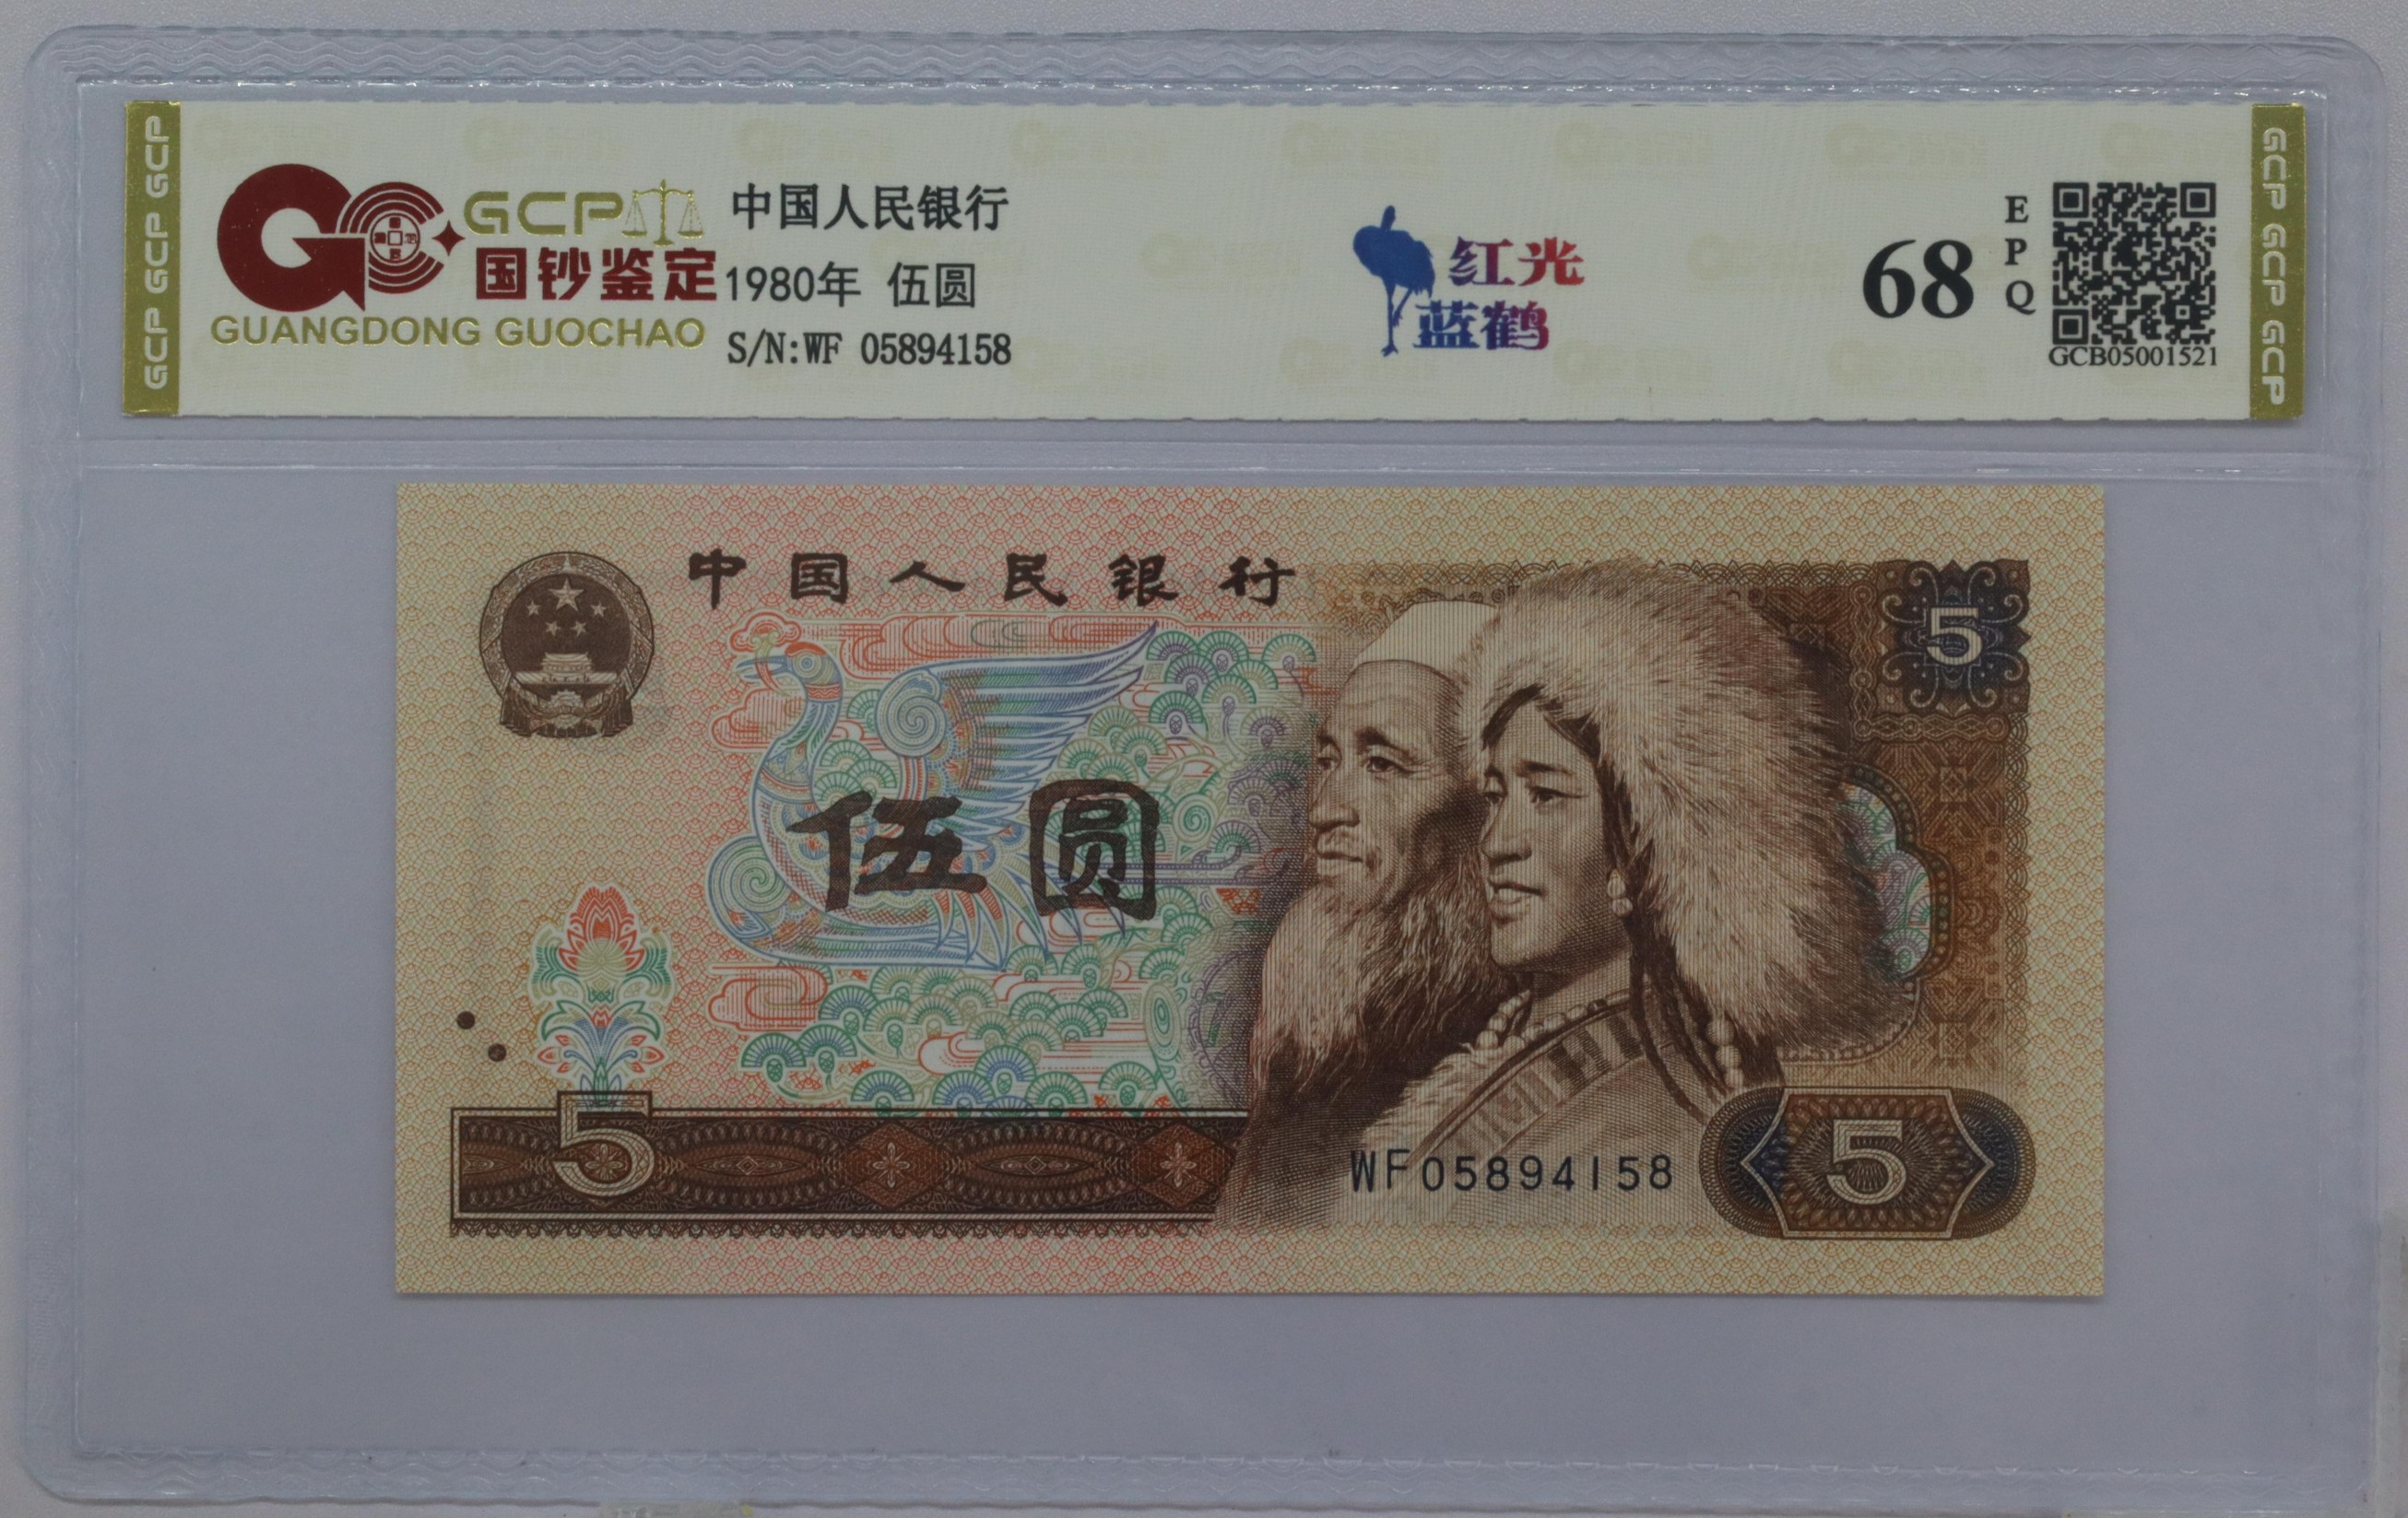 GCP GCP GCP
GCP
国钞鉴定
GUANGDONG GUOCHAO
中国人民银行
1980年 伍圆
S/N:WF 05894158
红光
蓝鹤
68
EPQ
GCB05001521
GCP GCP GCP
中国人民银行
5
伍圆
5
WF05894158
5